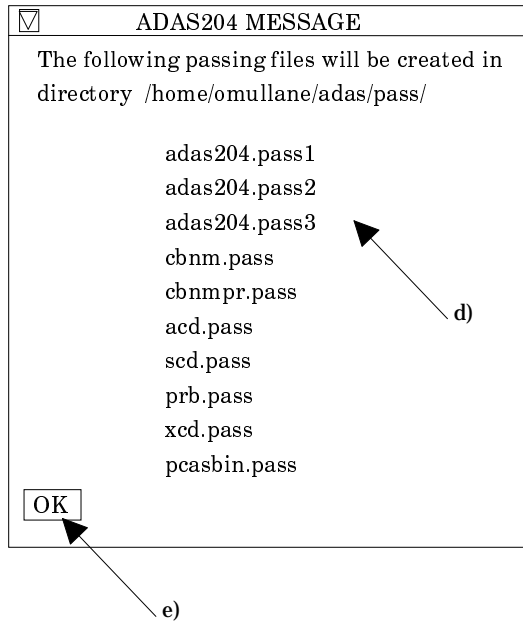 ADAS204 MESSAGE
The following passing files will be created in
directory /home/omullane/adas/pass/
adas204.pass1
adas204.pass2
adas204.pass3
cbnm.pass
cbnmpr.pass
d)
acd.pass
scd.pass
prb.pass
xcd.pass
pcasbin.pass
OK
e)